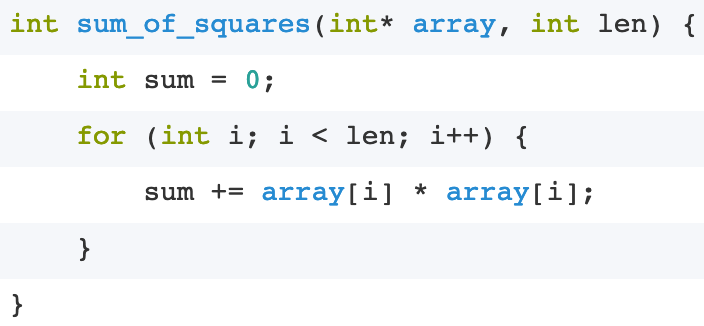 int sum_of_squares(int* array, int len) {
    int sum = 0;
    for (int i; i < len; i++) {
        sum += array[i] * array[i];
    }
}